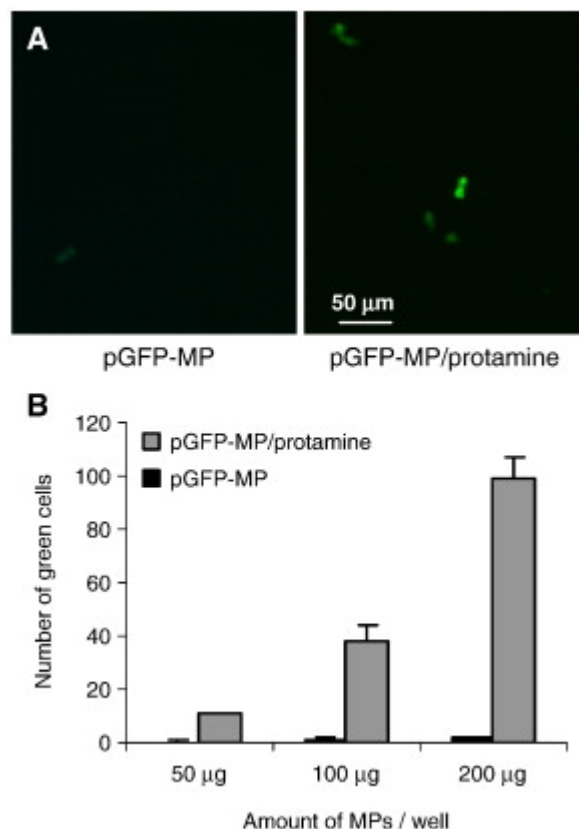 A
50 µm
pGFP-MP
pGFP-MP/protamine
B
120
100
80
60
40
20
0
Number of green cells
pGFP-MP/protamine
pGFP-MP
50 µg
100 µg
200 µg
Amount of MPs / well